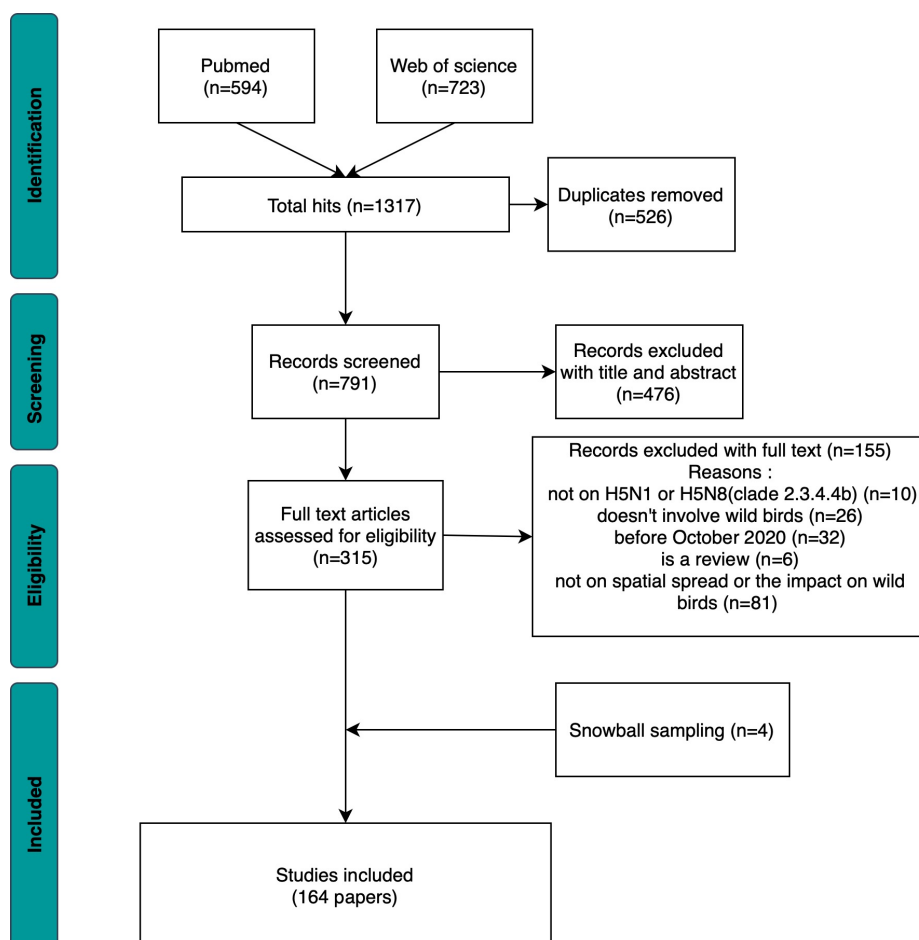 Identification
Pubmed
(n=594)
Web of science
(n=723)
Total hits (n=1317)
Duplicates removed
(n=526)
Screening
Records screened
(n=791)
Records excluded
with title and abstract
(n=476)
Eligibility
Full text articles
assessed for eligibility
(n=315)
Records excluded with full text (n=155)
Reasons :
not on H5N1 or H5N8(clade 2.3.4.4b) (n=10)
doesn't involve wild birds (n=26)
before October 2020 (n=32)
is a review (n=6)
not on spatial spread or the impact on wild
birds (n=81)
Included
Snowball sampling (n=4)
Studies included
(164 papers)